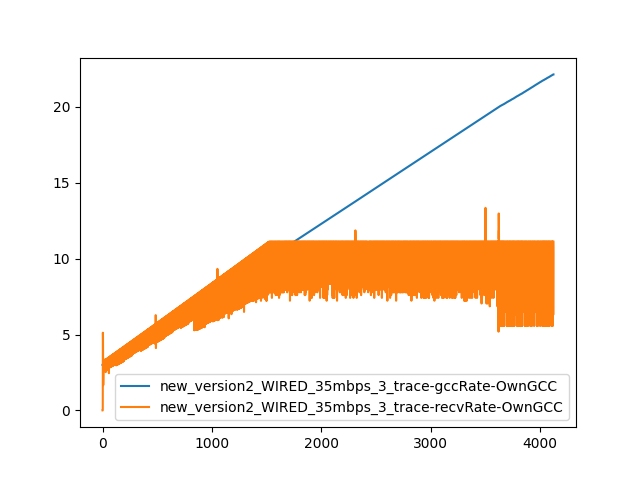 20
15
10
5
0
new_version2_WIRED_35mbps_3_trace-gccRate-OwnGCC
new_version2_WIRED_35mbps_3_trace-recvRate-OwnGCC
0 1000 2000 3000 4000